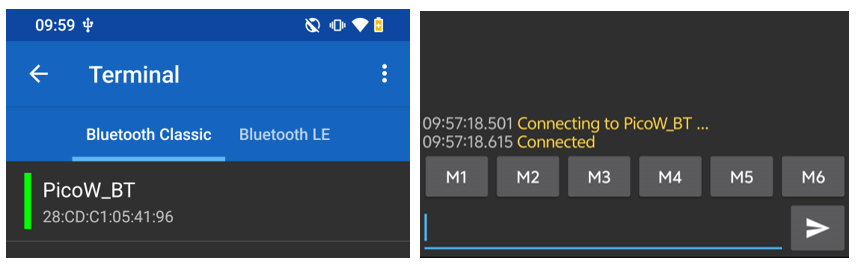 09:59
Terminal
Bluetooth Classic Bluetooth LE
PicoW_BT
28:CD:C1:05:41:96
09:57:18.501 Connecting to PicoW_BT ...
09:57:18.615 Connected
M1 M2 M3 M4 M5 M6